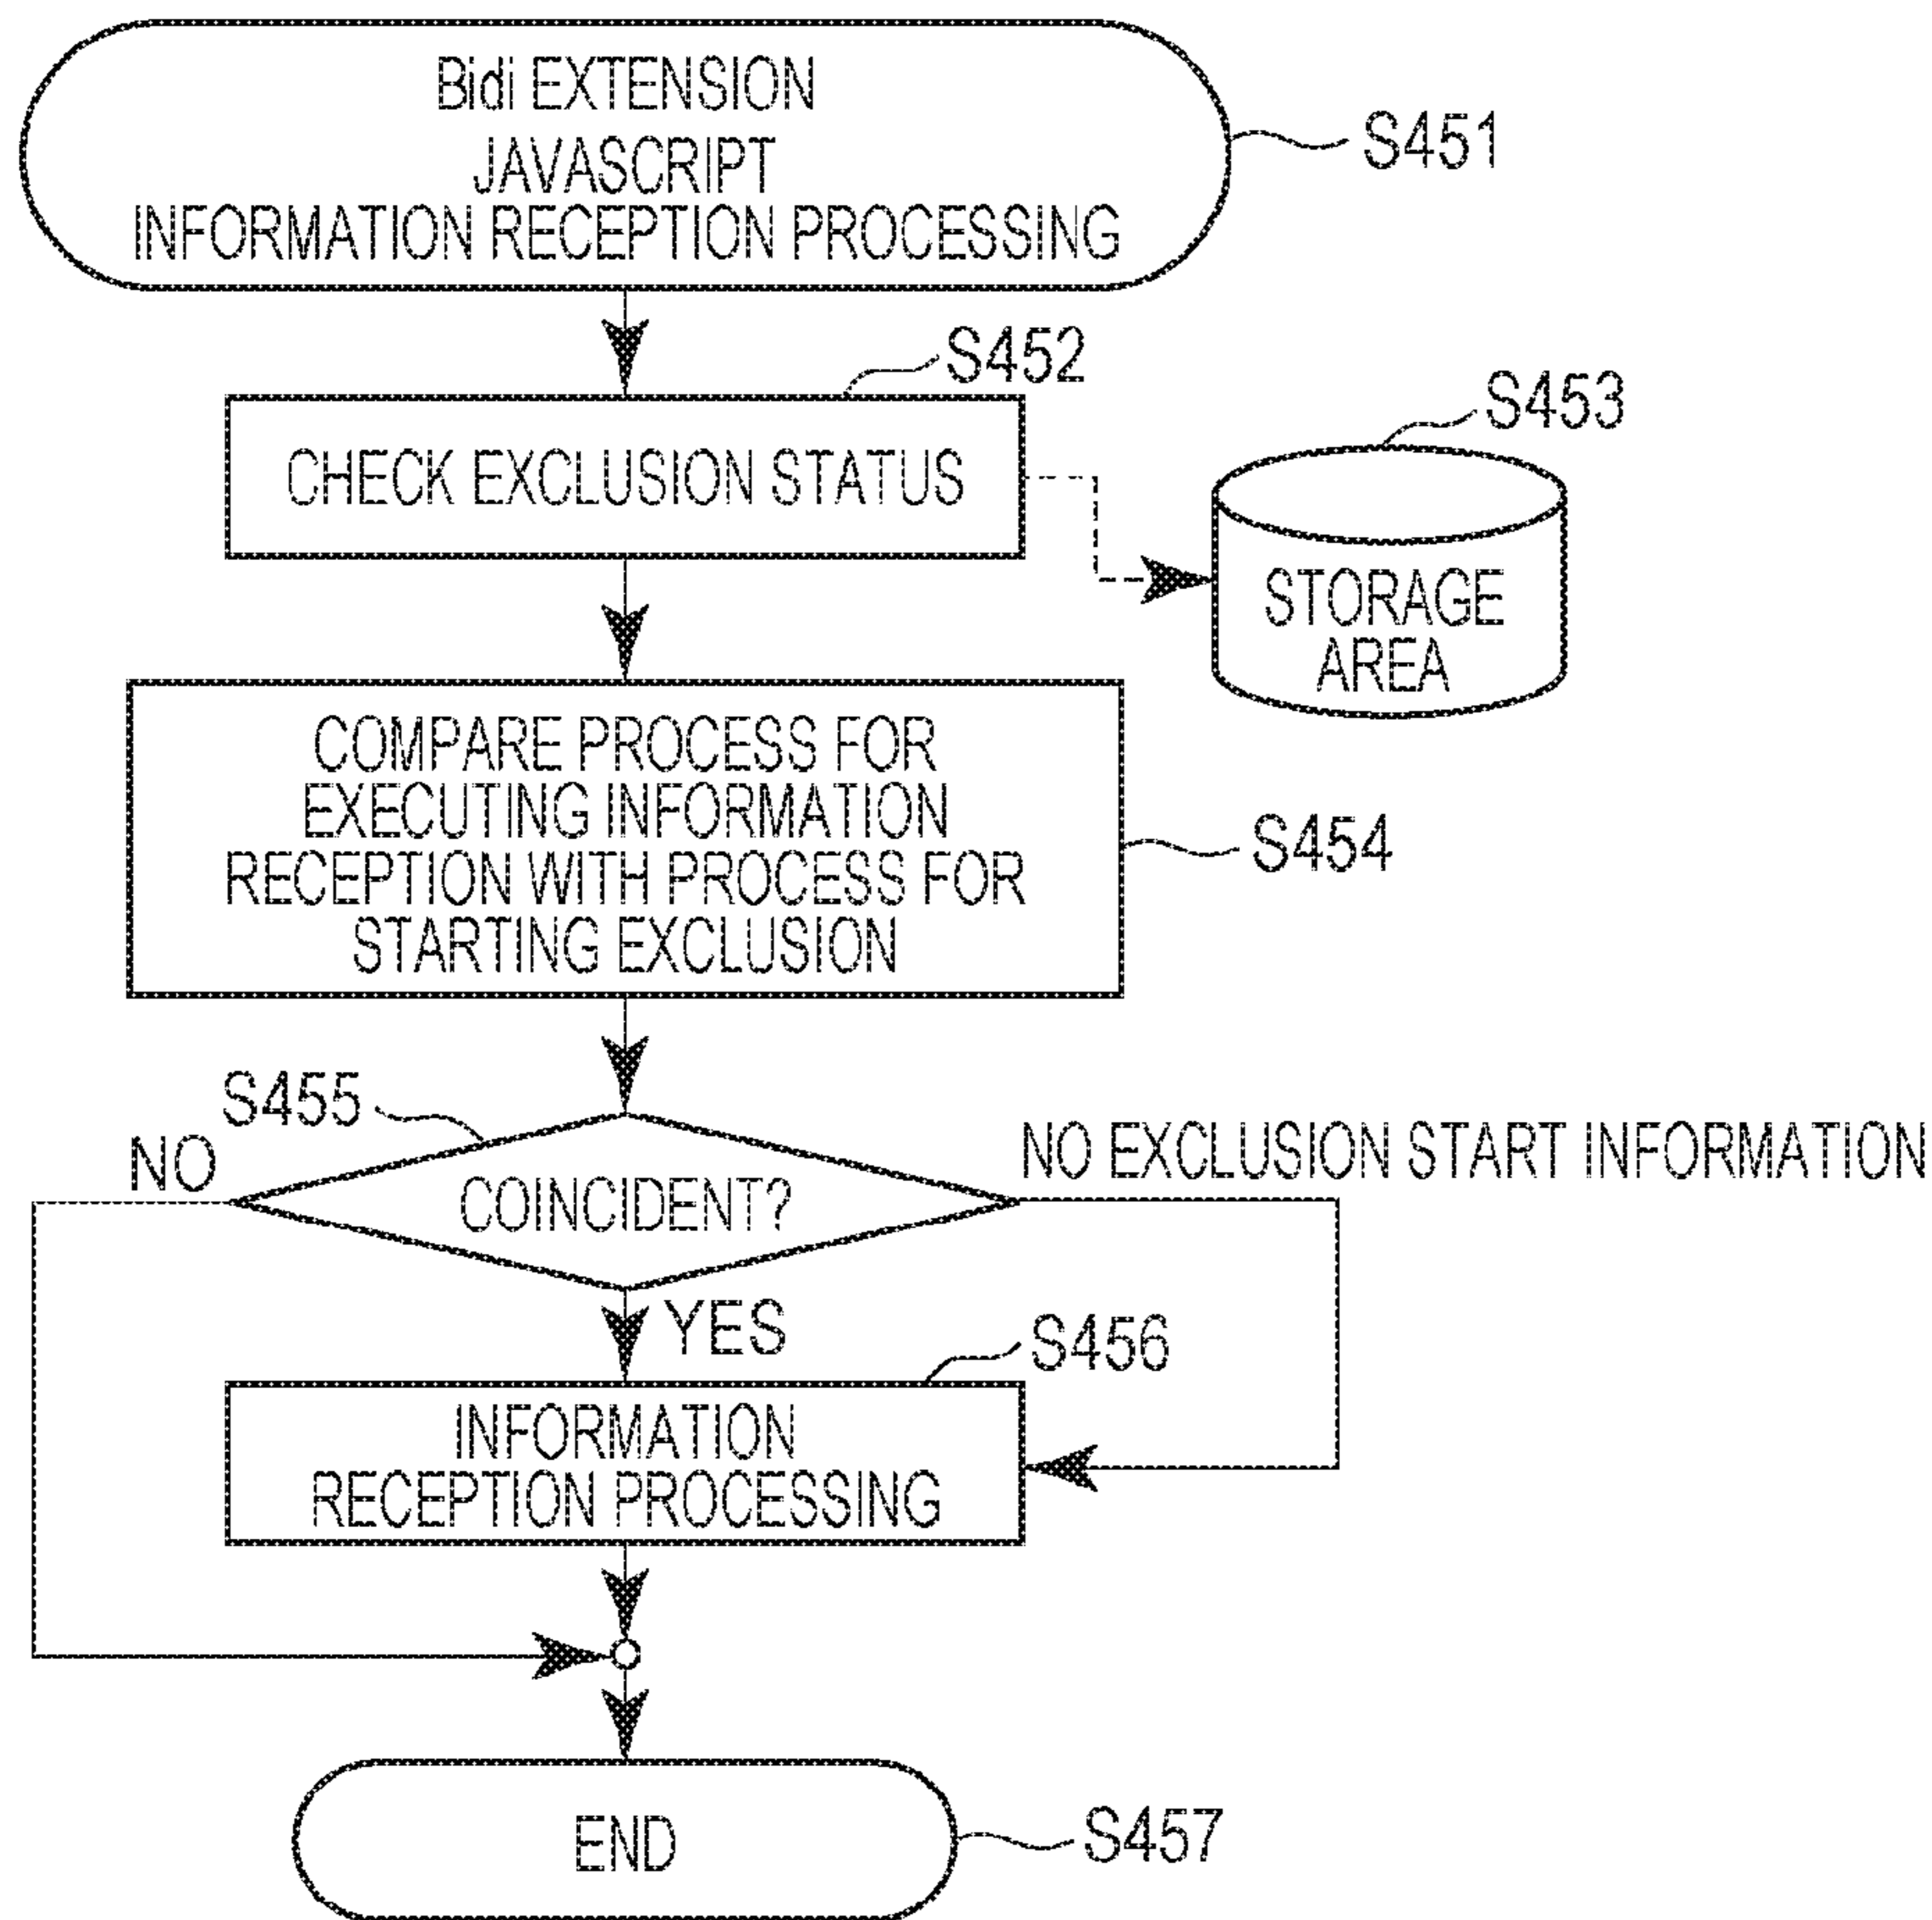 Bidi EXTENSION
JAVASCRIPT
INFORMATION RECEPTION PROCESSING
S451
S452
CHECK EXCLUSION STATUS
S453
STORAGE
AREA
COMPARE PROCESS FOR
EXECUTING INFORMATION
RECEPTION WITH PROCESS FOR
STARTING EXCLUSION
S454
S455
NO
COINCIDENT?
NO EXCLUSION START INFORMATION
YES
S456
INFORMATION
RECEPTION PROCESSING
END
S457